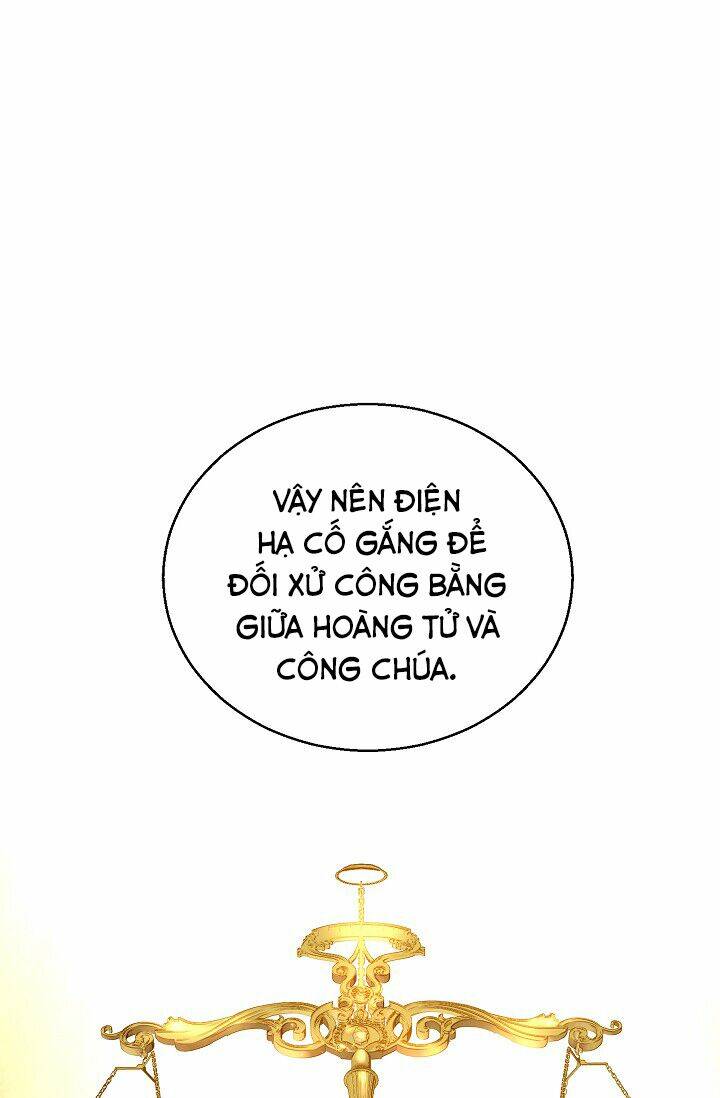 VẬY NÊN ĐIỆN
HẠ CỐ GẮNG ĐỂ
ĐỐI XỬ CÔNG BẰNG
GIỮA HOÀNG TỬ VÀ
CÔNG CHÚA.